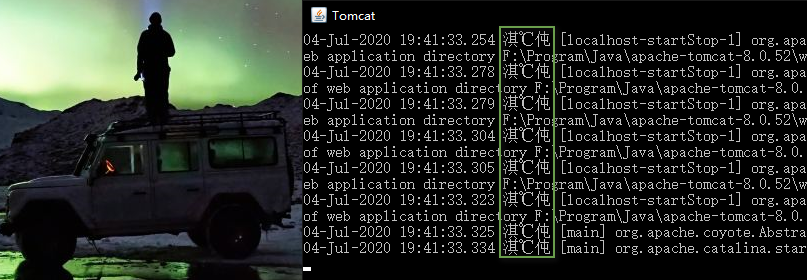 Tomcat
04-Jul-2020 19:41:33.254 淇℃伅 [localhost-startStop-1] org.apa
eb application directory F:\Program\Java\apache-tomcat-8.0.52\w
04-Jul-2020 19:41:33.278 淇℃伅 [localhost-startStop-1] org.apa
of web application directory F:\Program\Java\apache-tomcat-8.0.
04-Jul-2020 19:41:33.279 淇℃伅 [localhost-startStop-1] org.apa
eb application directory F:\Program\Java\apache-tomcat-8.0.52\w
04-Jul-2020 19:41:33.304 淇℃伅 [localhost-startStop-1] org.apa
of web application directory F:\Program\Java\apache-tomcat-8.0.
04-Jul-2020 19:41:33.305 淇℃伅 [localhost-startStop-1] org.apa
eb application directory F:\Program\Java\apache-tomcat-8.0.52\w
04-Jul-2020 19:41:33.323 淇℃伅 [localhost-startStop-1] org.apa
of web application directory F:\Program\Java\apache-tomcat-8.0.
04-Jul-2020 19:41:33.325 淇℃伅 [main] org.apache.coyote.Abstra
04-Jul-2020 19:41:33.334 淇℃伅 [main] org.apache.catalina.star